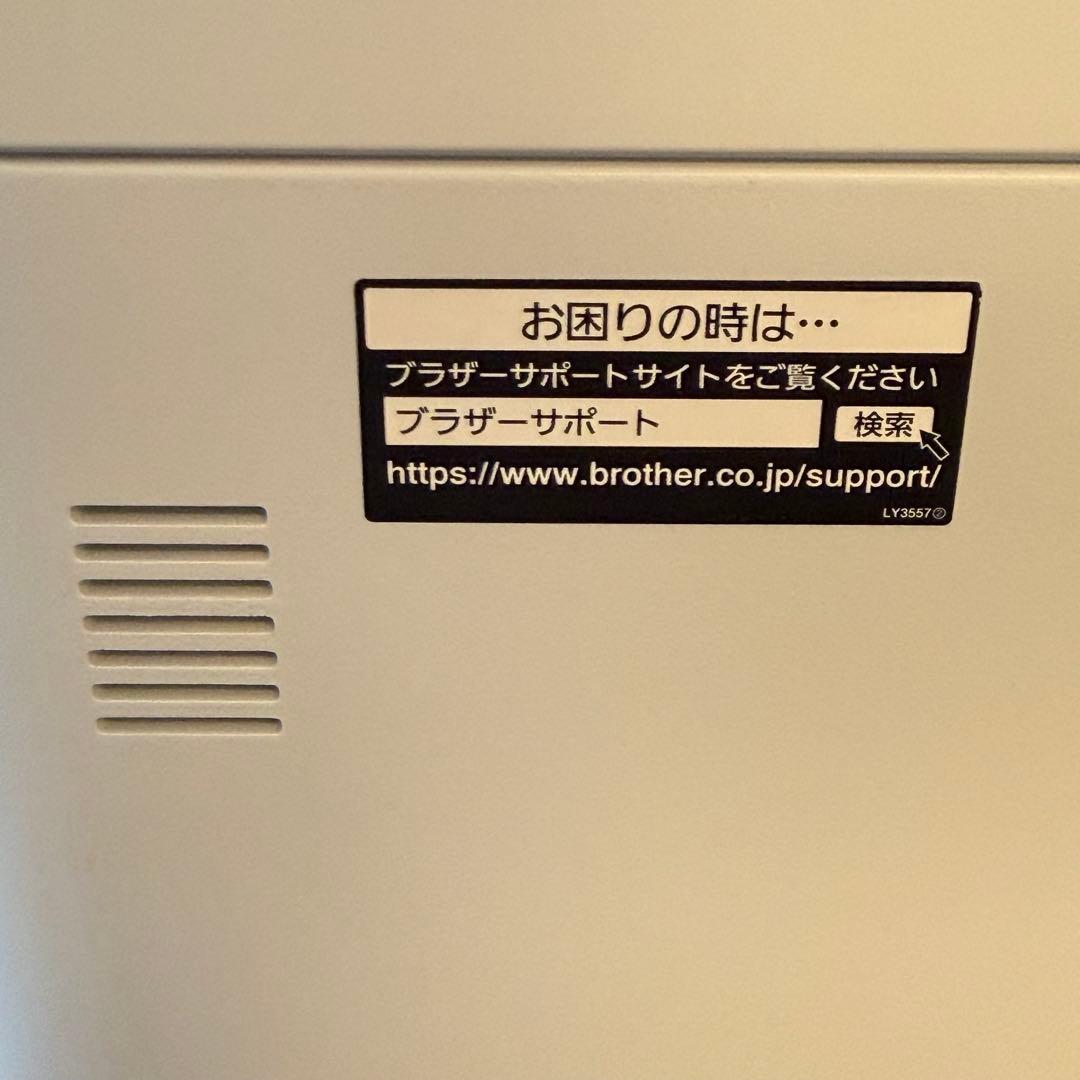 お困りの時は…
ブラザーサポートサイトをご覧ください
ブラザーサポート 検索
https://www.brother.co.jp/support/
LY3557②